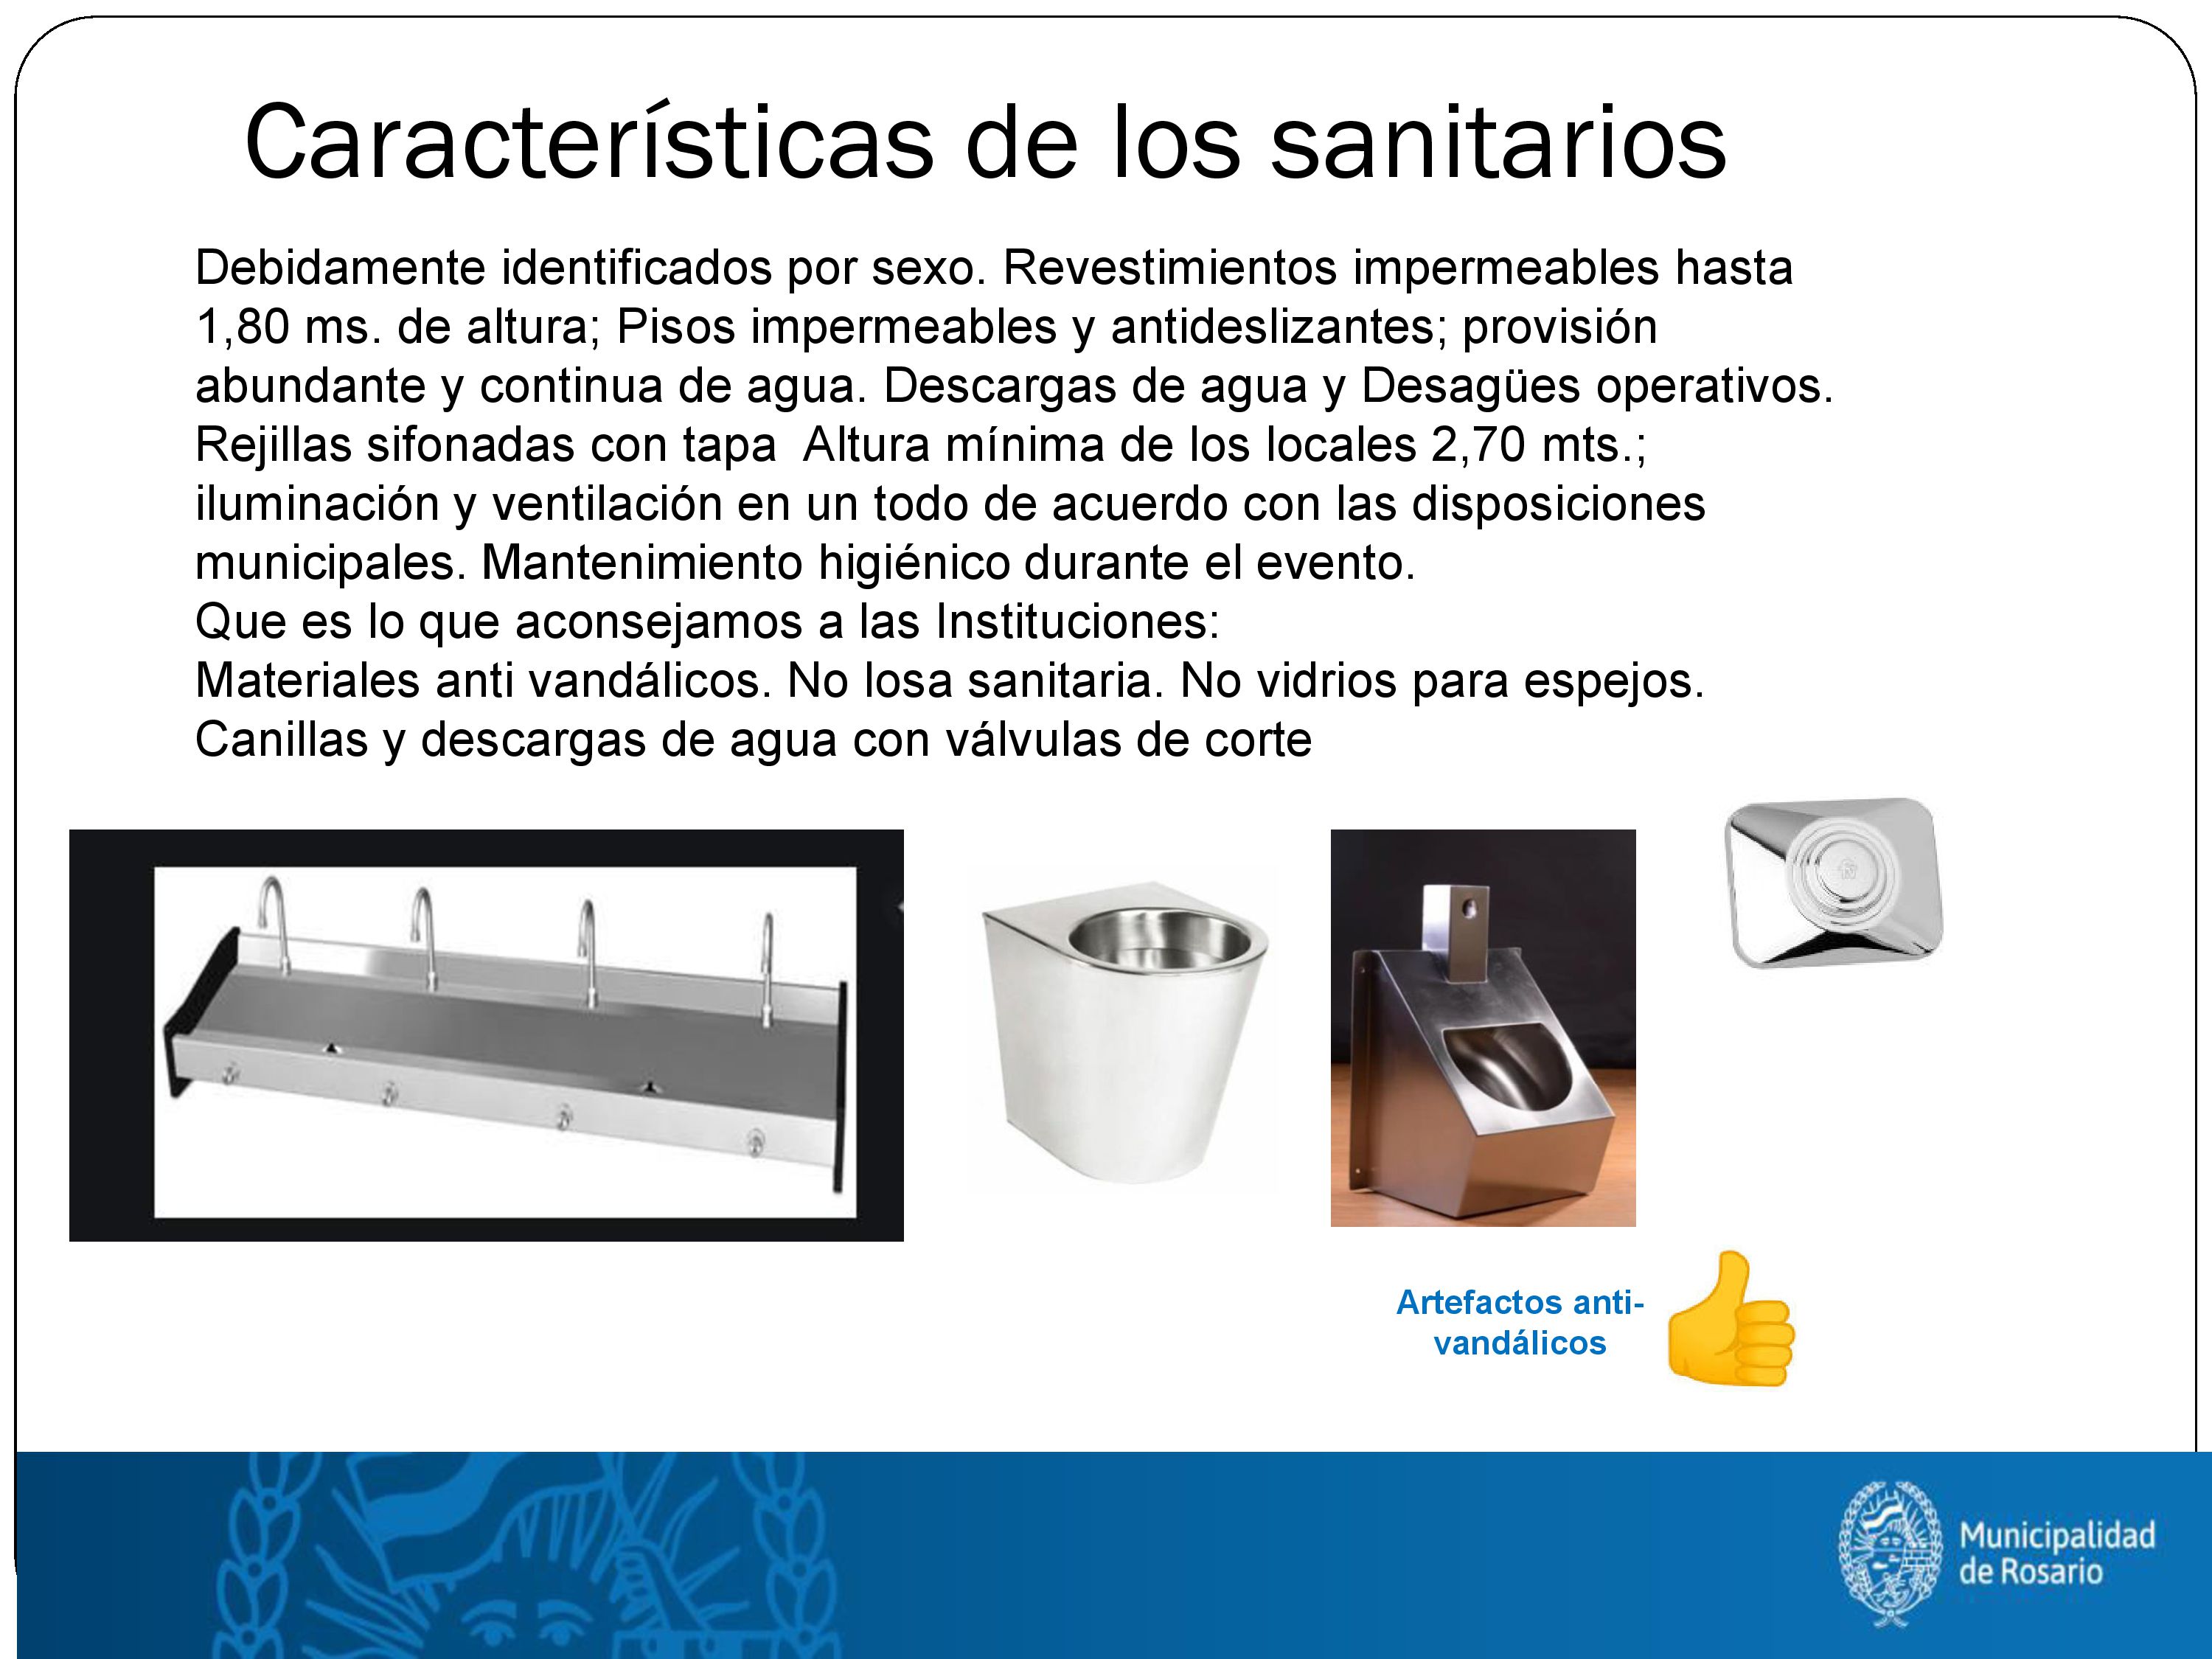 Características de los sanitarios
Debidamente identificados por sexo. Revestimientos impermeables hasta
1,80 ms. de altura; Pisos impermeables y antideslizantes; provisión
abundante y continua de agua. Descargas de agua y Desagües operativos.
Rejillas sifonadas con tapa  Altura mínima de los locales 2,70 mts.;
iluminación y ventilación en un todo de acuerdo con las disposiciones
municipales. Mantenimiento higiénico durante el evento.
Que es lo que aconsejamos a las Instituciones:
Materiales anti vandálicos. No losa sanitaria. No vidrios para espejos.
Canillas y descargas de agua con válvulas de corte
Artefactos anti-
vandálicos
Municipalidad
de Rosario